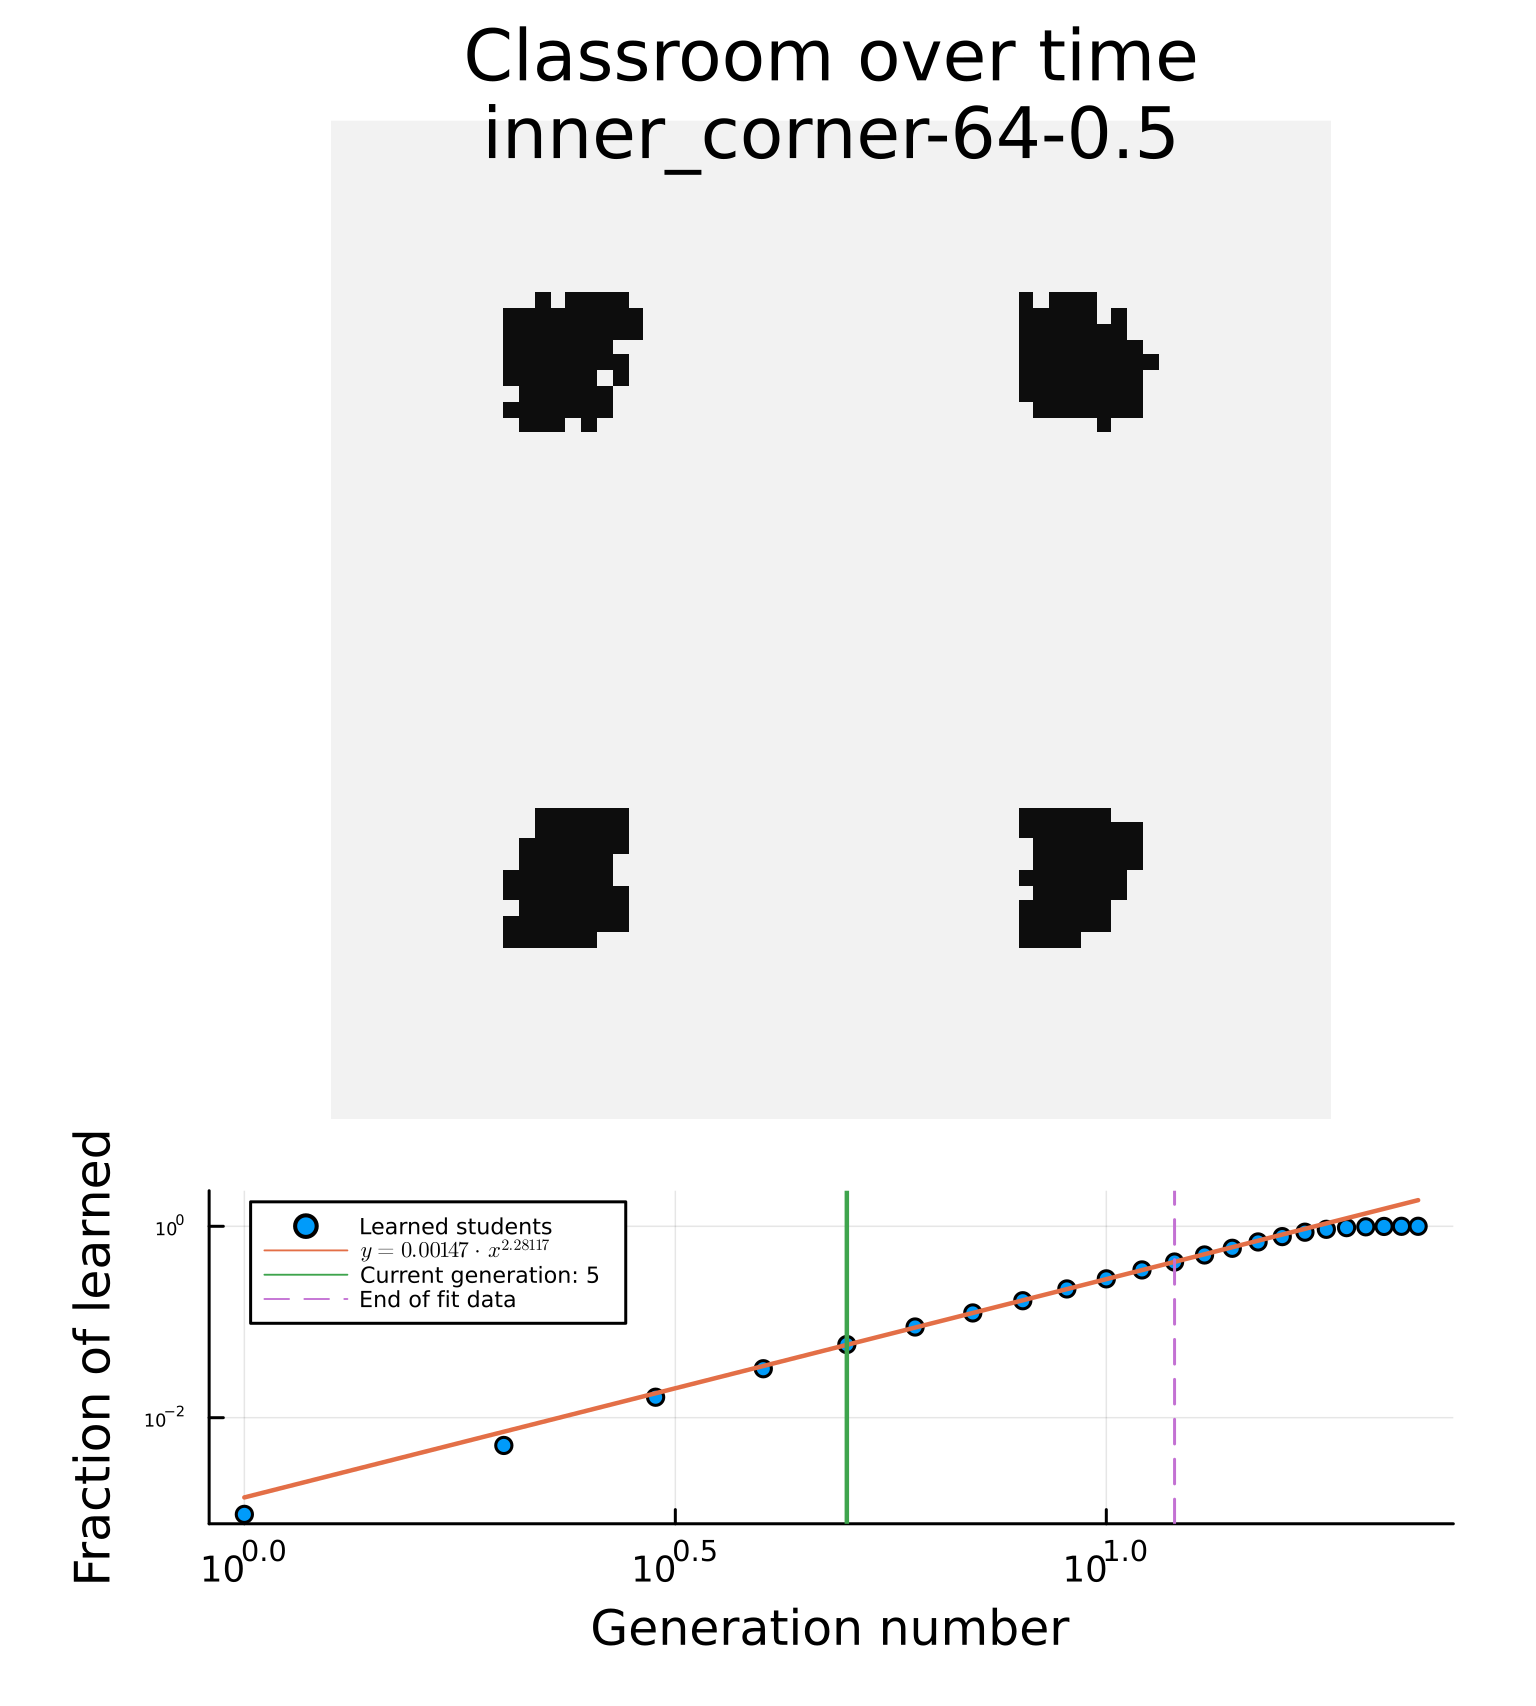 Classroom over time
inner_corner-64-0.5
Fraction of learned
10^0
10^−2
Learned students
y = 0.00147 · x^2.28117
Current generation: 5
End of fit data
10^0.0 10^0.5 10^1.0
Generation number